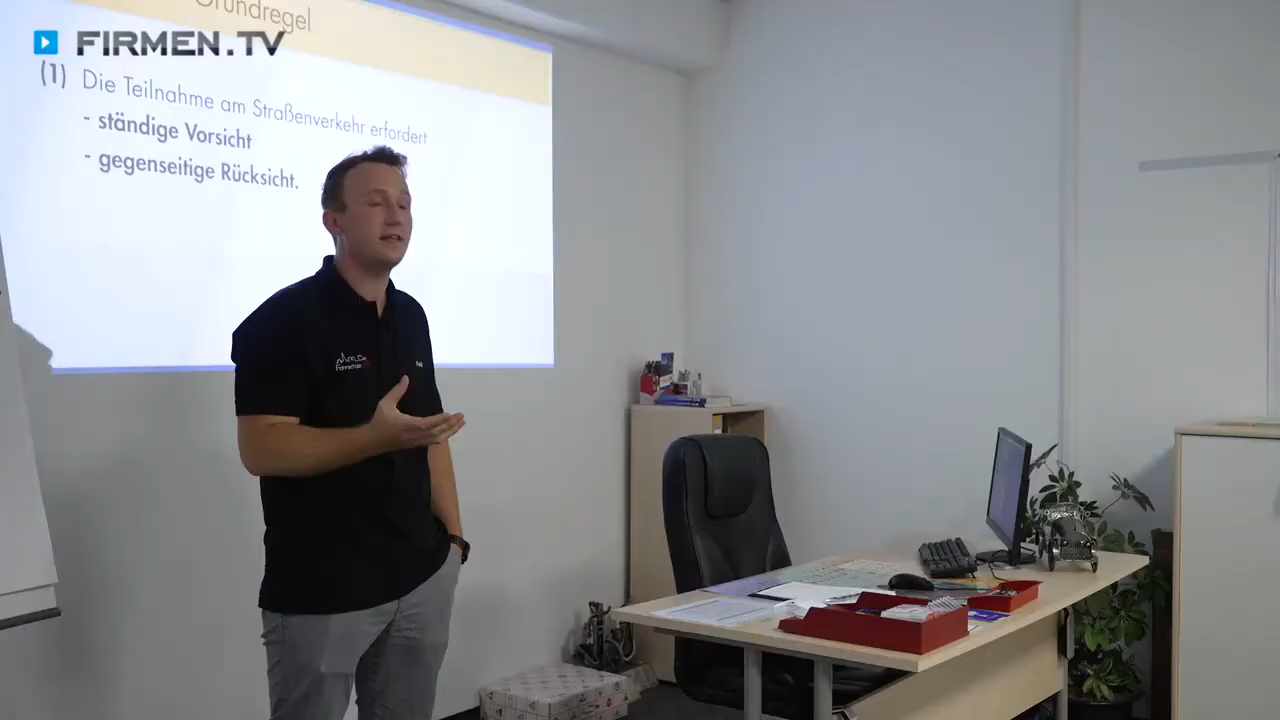 Grundregel
FIRMEN.TV
(1) Die Teilnahme am Straßenverkehr erfordert
- ständige Vorsicht
- gegenseitige Rücksicht.